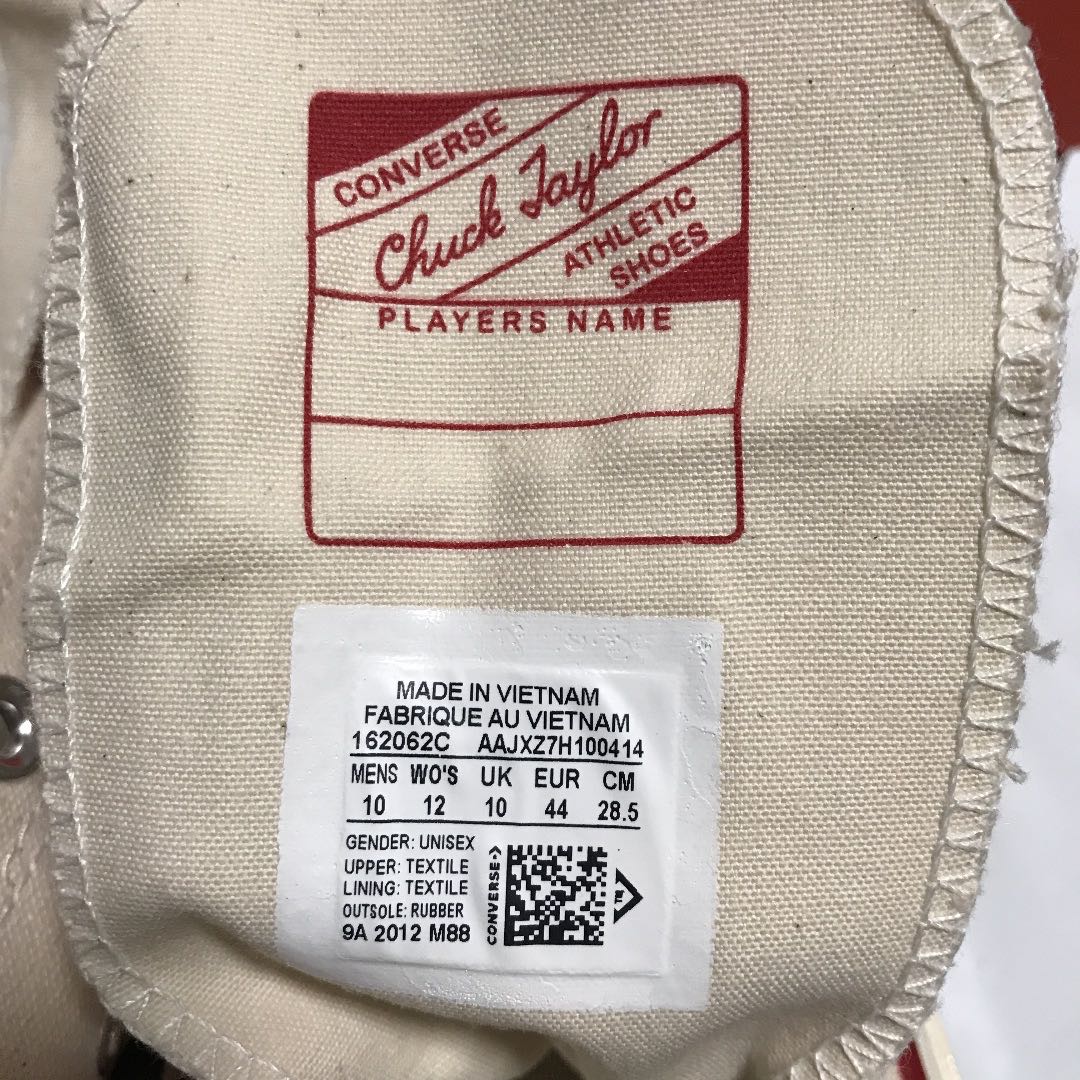 CONVERSE
Chuck Taylor
ATHLETIC
SHOES
PLAYERS NAME
MADE IN VIETNAM
FABRIQUE AU VIETNAM
162062C AAJXZ7H100414
MENS WO'S UK EUR CM
10 12 10 44 28.5
GENDER: UNISEX
UPPER: TEXTILE
LINING: TEXTILE
OUTSOLE: RUBBER
9A 2012 M88
CONVERSE
TM